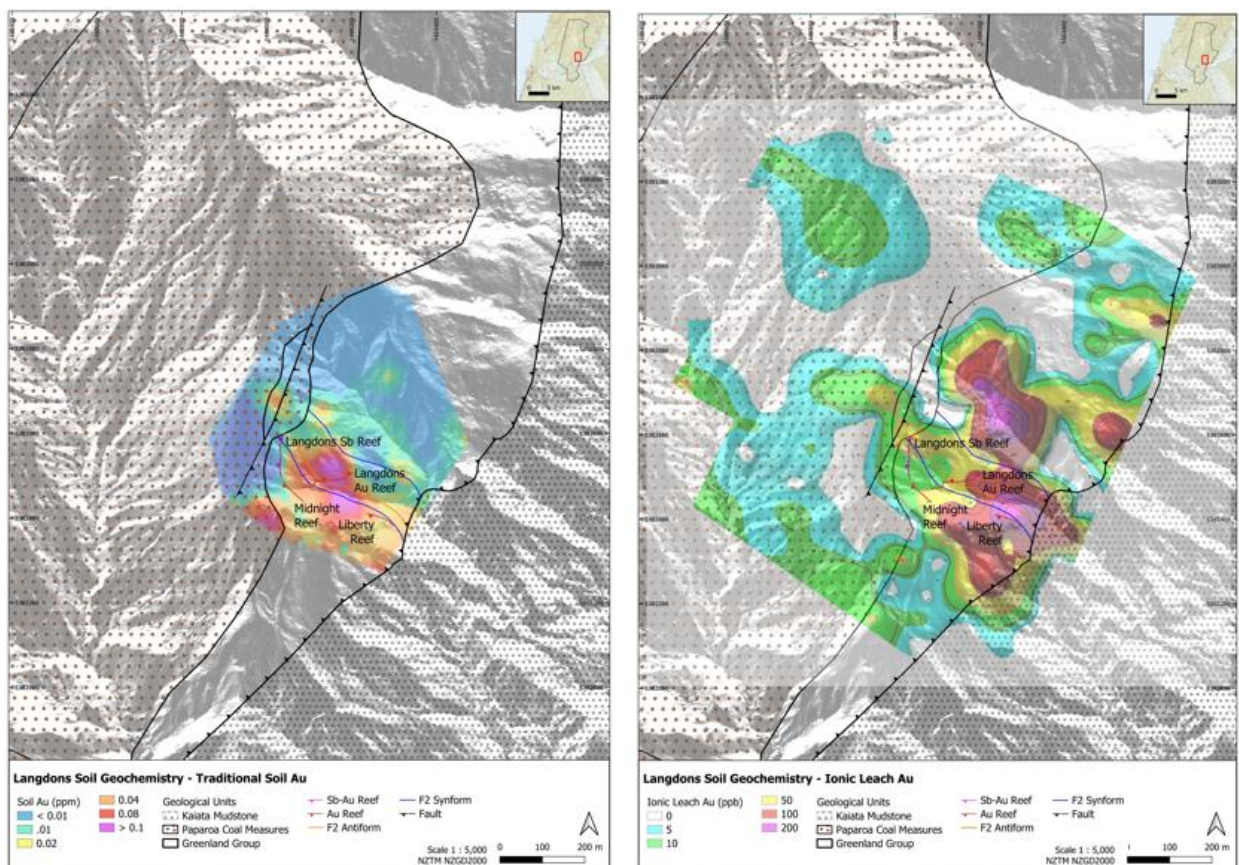 0 5 km
Langdons Sb Reef
Langdons
Au Reef
Midnight
Reef
Liberty
Reef
Langdons Soil Geochemistry - Traditional Soil Au
Soil Au (ppm)
< 0.01
.01
0.02
0.04
0.08
> 0.1
Geological Units
Kaiata Mudstone
Paparoa Coal Measures
Greenland Group
Sb-Au Reef
Au Reef
F2 Antiform
F2 Synform
Fault
Scale 1 : 5,000
NZTM NZGD2000
0 100 200 m
0 5 km
Langdons Sb Reef
Langdons
Au Reef
Midnight
Reef
Liberty
Reef
Langdons Soil Geochemistry - Ionic Leach Au
Ionic Leach Au (ppb)
0
5
10
50
100
200
Geological Units
Kaiata Mudstone
Paparoa Coal Measures
Greenland Group
Sb-Au Reef
Au Reef
F2 Antiform
F2 Synform
Fault
Scale 1 : 5,000
NZTM NZGD2000
100 200 m